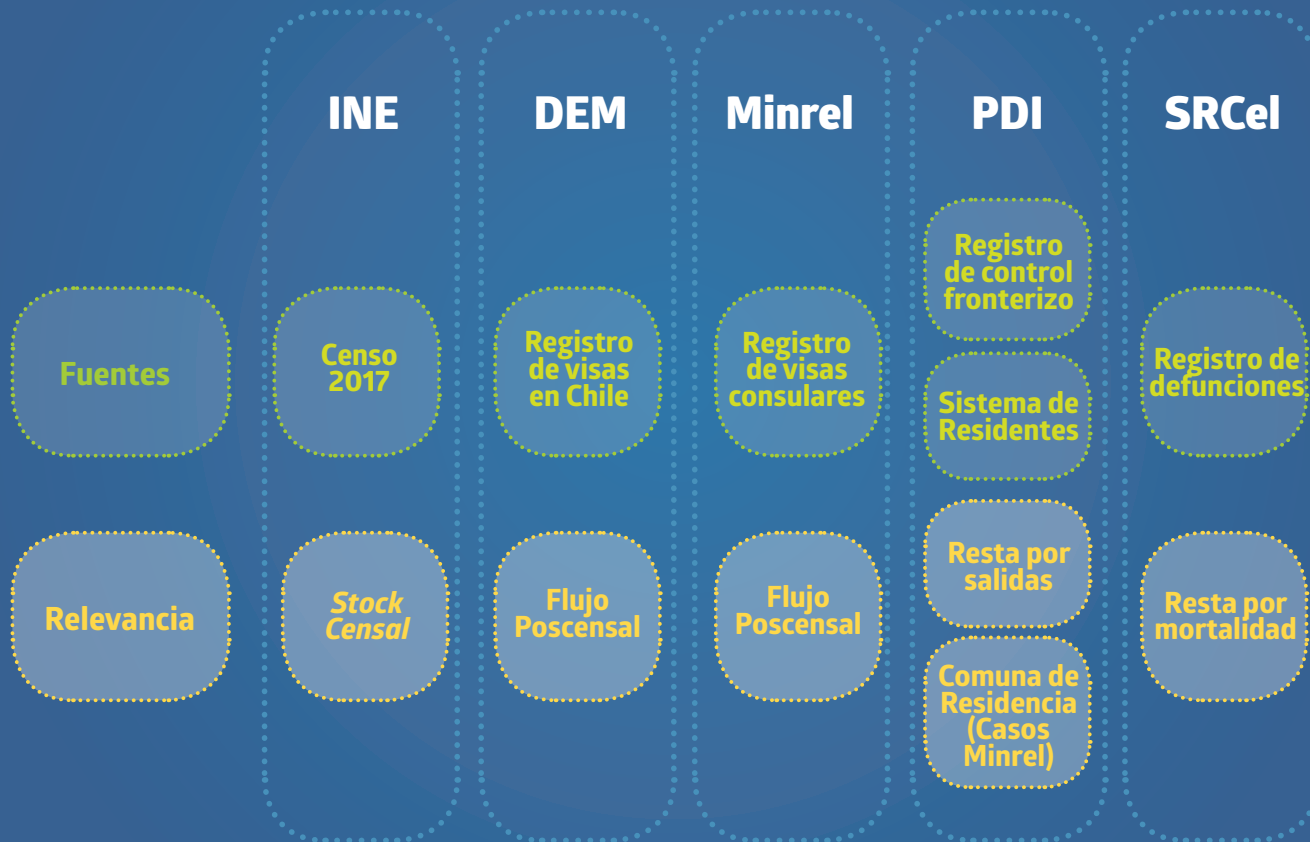 INE
DEM
Minrel
PDI
SRCel
Fuentes
Censo
2017
Registro
de visas
en Chile
Registro
de visas
consulares
Registro
de control
fronterizo
Sistema de
Residentes
Registro de
defunciones
Relevancia
Stock
Censal
Flujo
Poscensal
Flujo
Poscensal
Resta por
salidas
Comuna de
Residencia
(Casos
Minrel)
Resta por
mortalidad